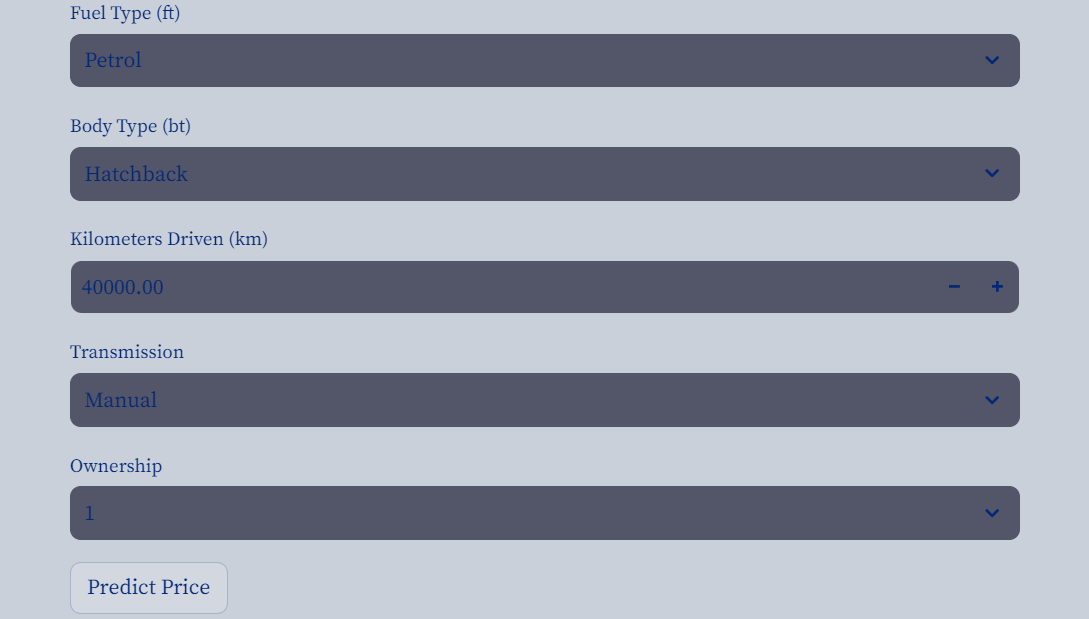 Fuel Type (ft)
Petrol
Body Type (bt)
Hatchback
Kilometers Driven (km)
40000.00
Transmission
Manual
Ownership
1
Predict Price